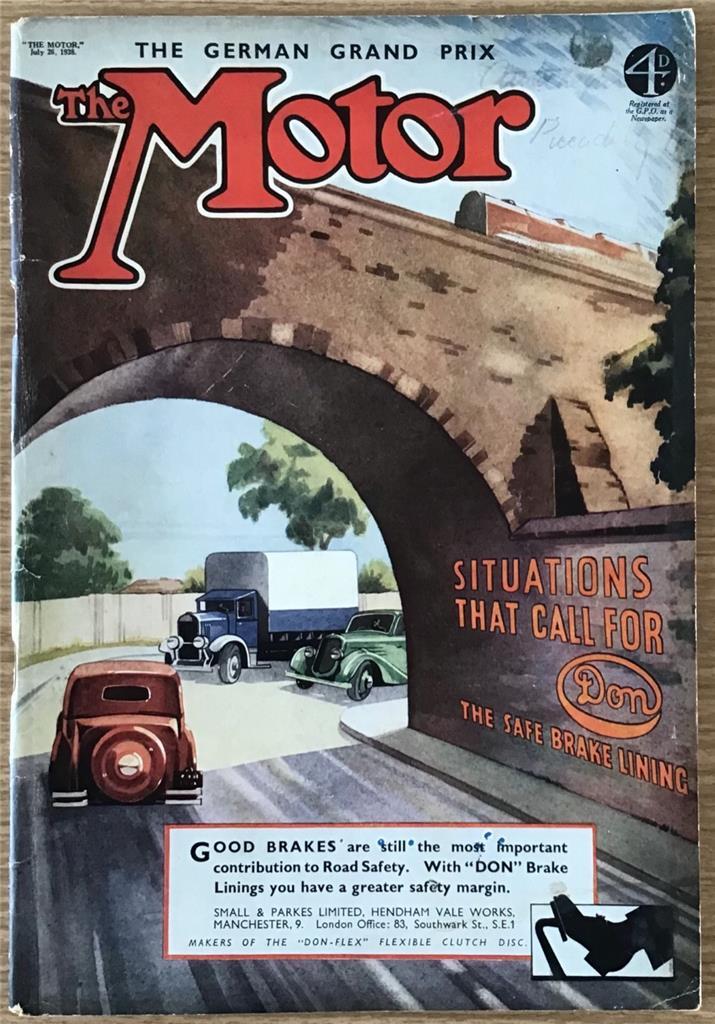 "THE MOTOR,"
July 26, 1938.
THE GERMAN GRAND PRIX
4D
Registered at
the G.P.O. as a
Newspaper.
The Motor
SITUATIONS
THAT CALL FOR
Don
THE SAFE BRAKE LINING
GOOD BRAKES are still the most important
contribution to Road Safety. With "DON" Brake
Linings you have a greater safety margin.
SMALL & PARKES LIMITED, HENDHAM VALE WORKS,
MANCHESTER, 9. London Office: 83, Southwark St., S.E.1
MAKERS OF THE "DON-FLEX" FLEXIBLE CLUTCH DISC.